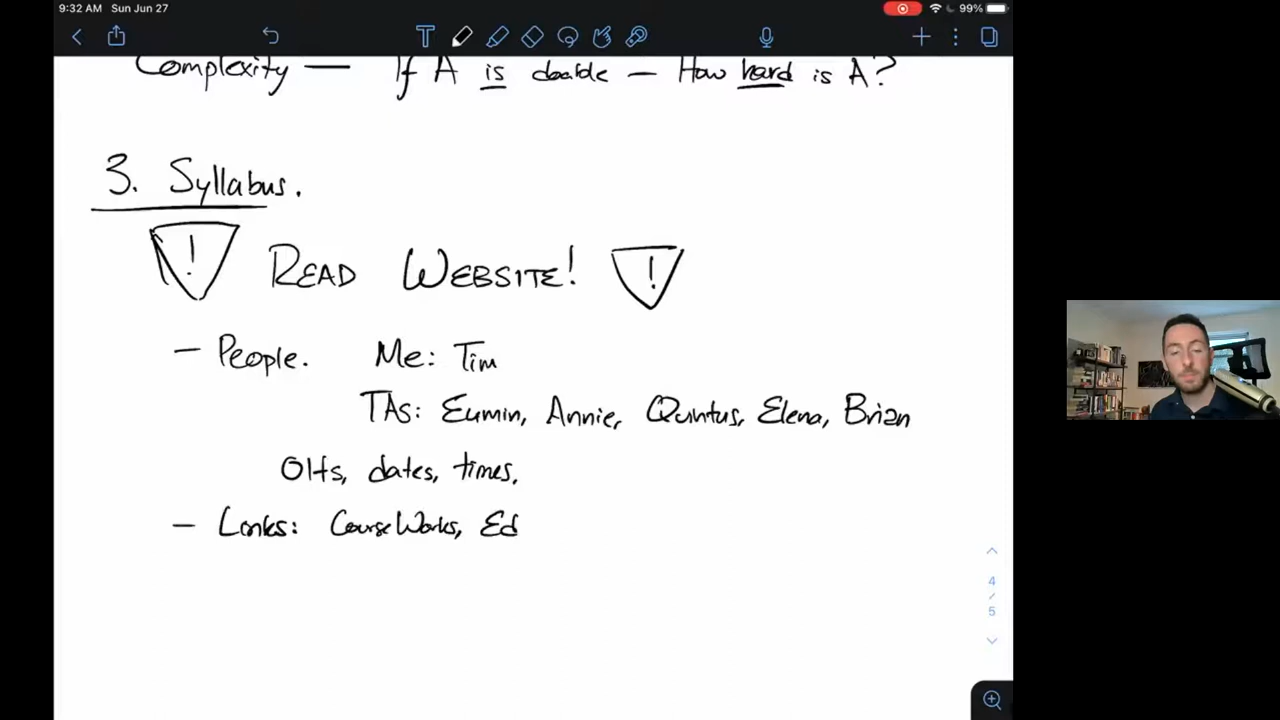 9:32 AM Sun Jun 27
99%
Complexity — If A is doable — How hard is A?
3. Syllabus.
! READ WEBSITE! !
— People. Me: Tim
TAs: Eumin, Annie, Quintus, Elena, Brian
OHs, dates, times,
— Links: CourseWorks, Ed
4
/
5